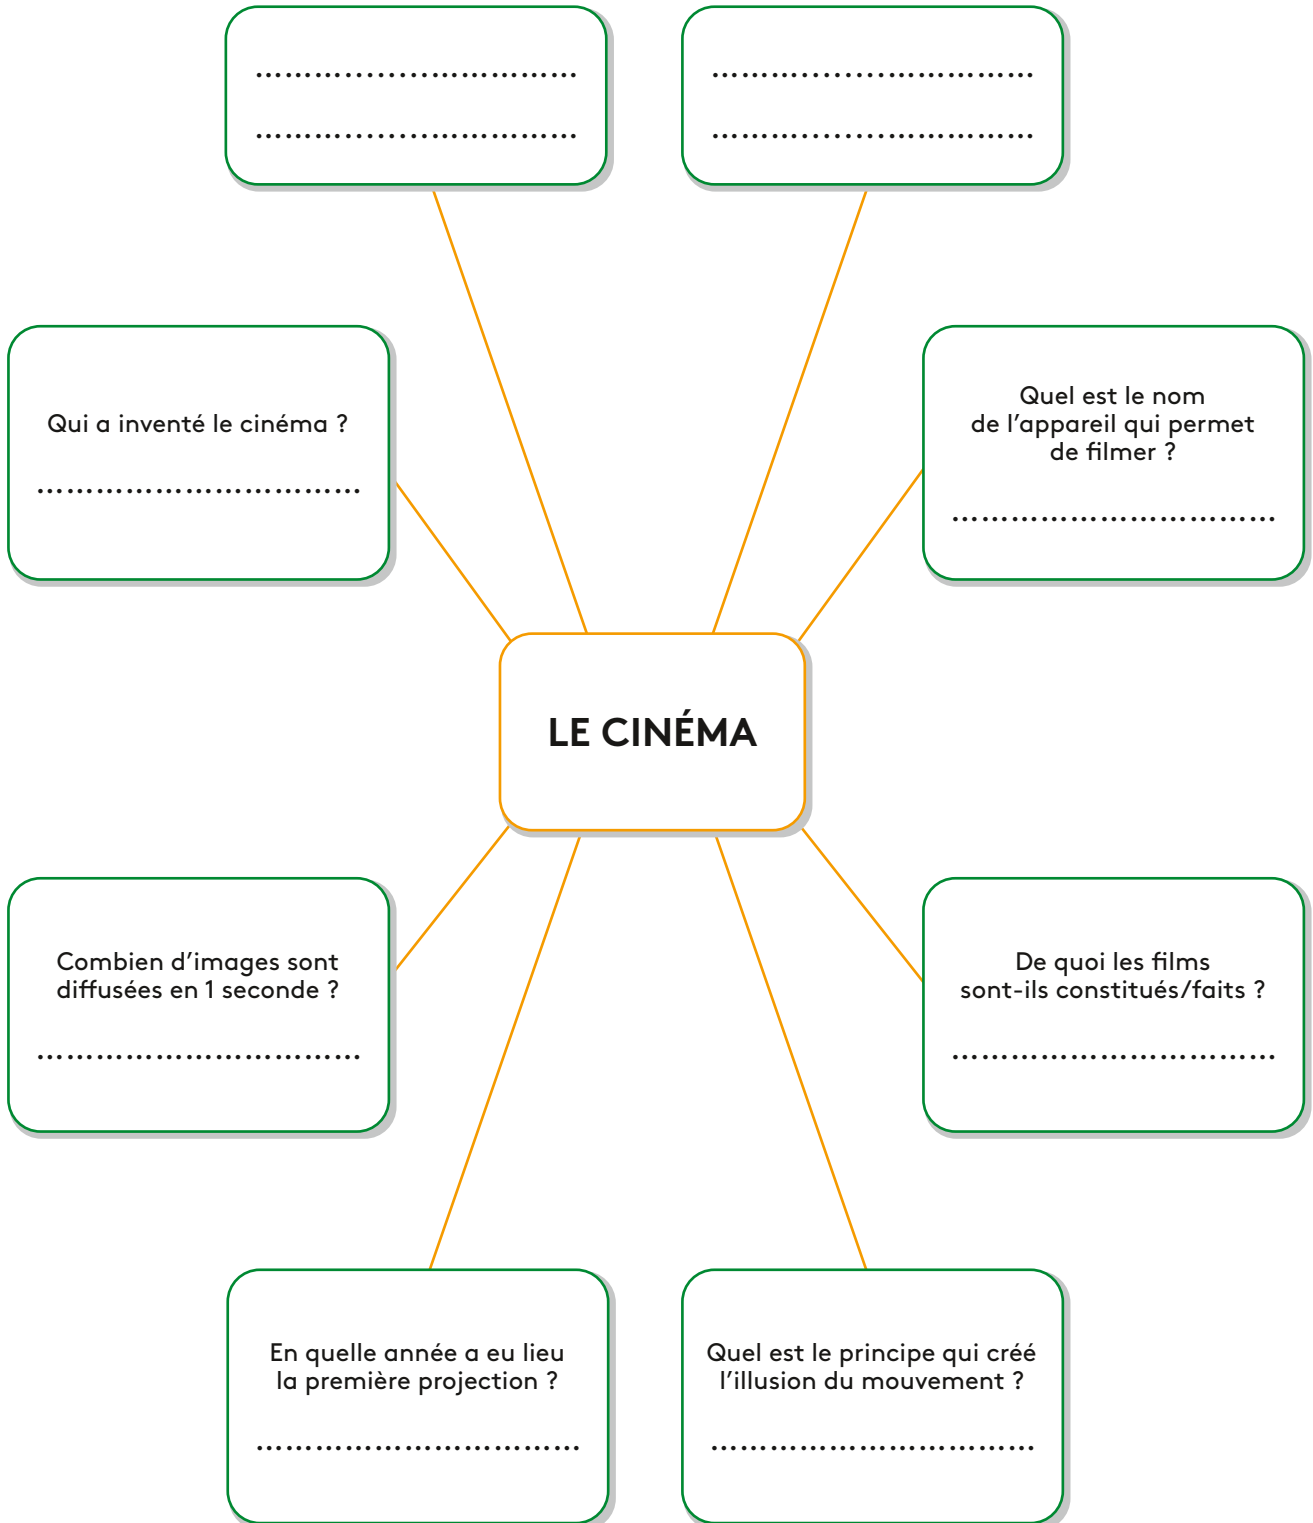 ................................
................................
................................
................................
Qui a inventé le cinéma ?
................................
Quel est le nom
de l'appareil qui permet
de filmer ?
................................
LE CINÉMA
Combien d'images sont
diffusées en 1 seconde ?
................................
De quoi les films
sont-ils constitués/faits ?
................................
En quelle année a eu lieu
la première projection ?
................................
Quel est le principe qui créé
l'illusion du mouvement ?
................................